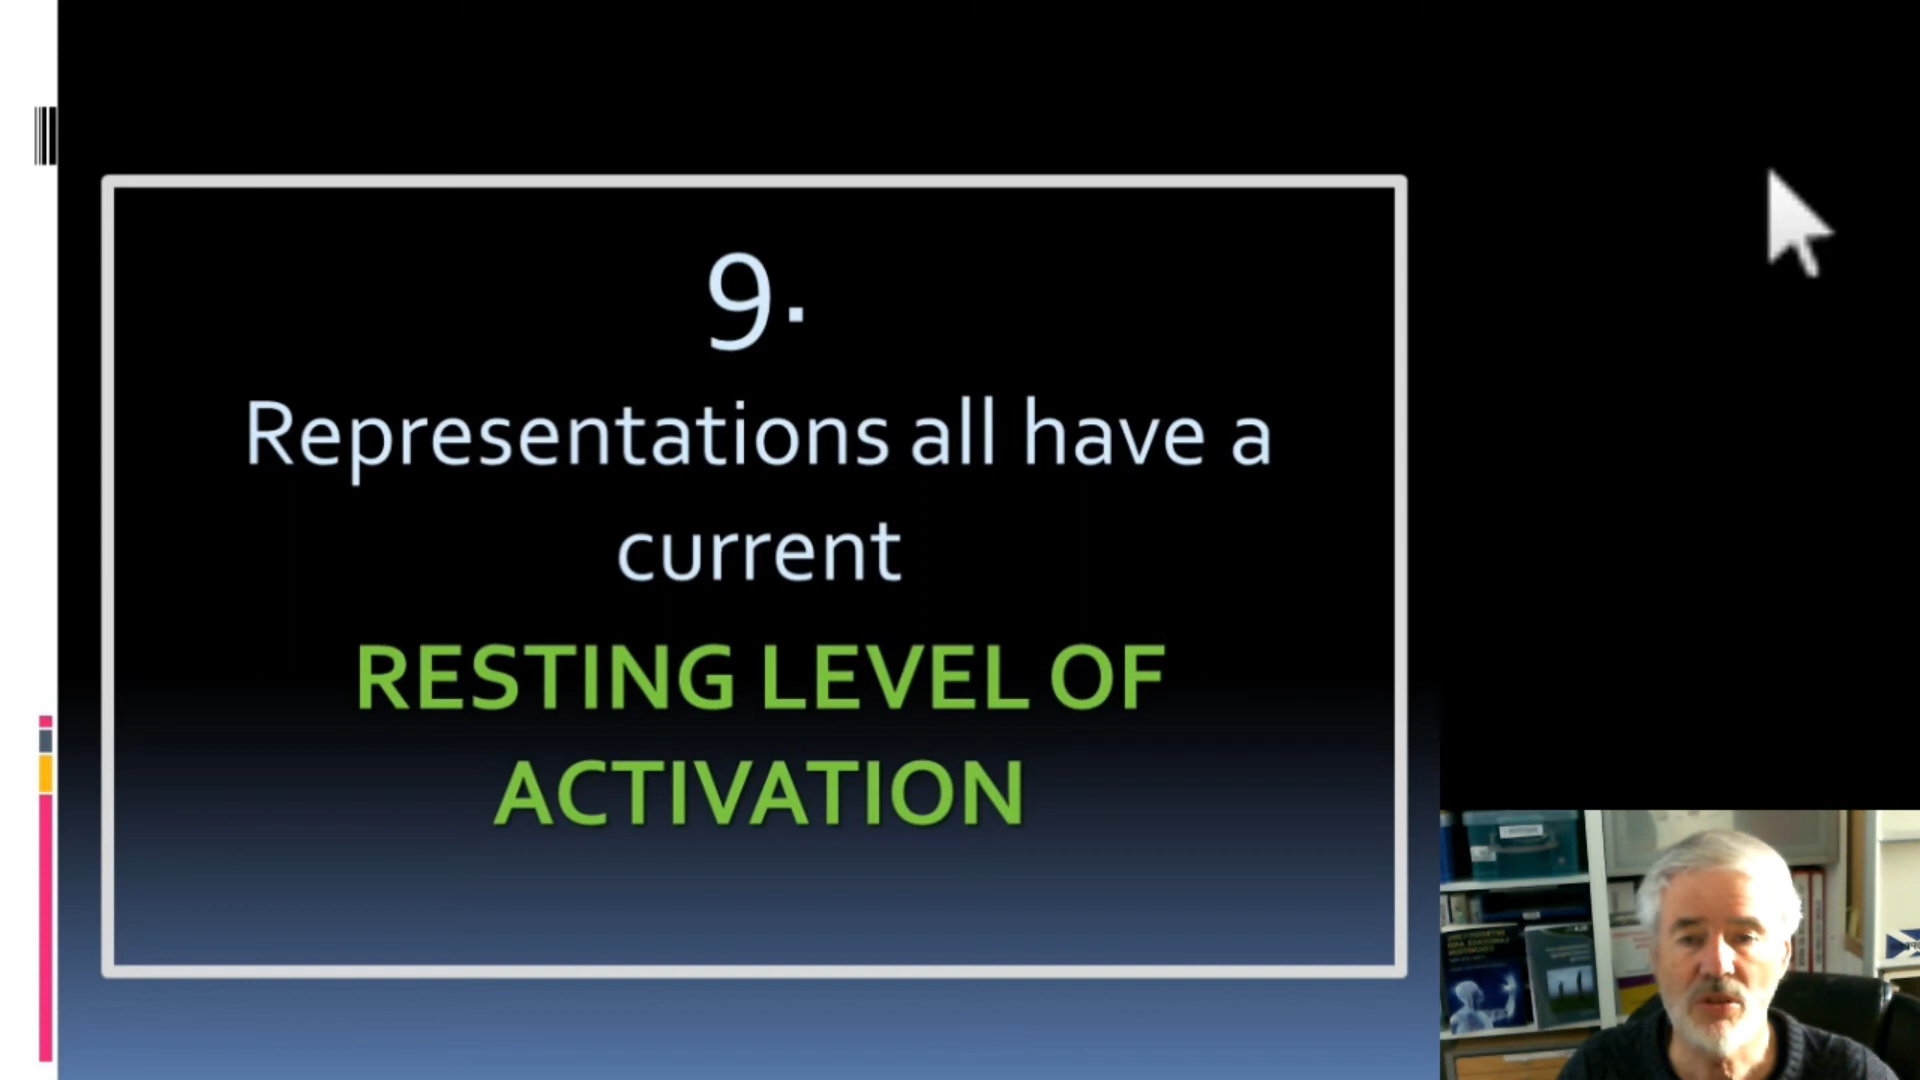 9.
Representations all have a
current
RESTING LEVEL OF
ACTIVATION